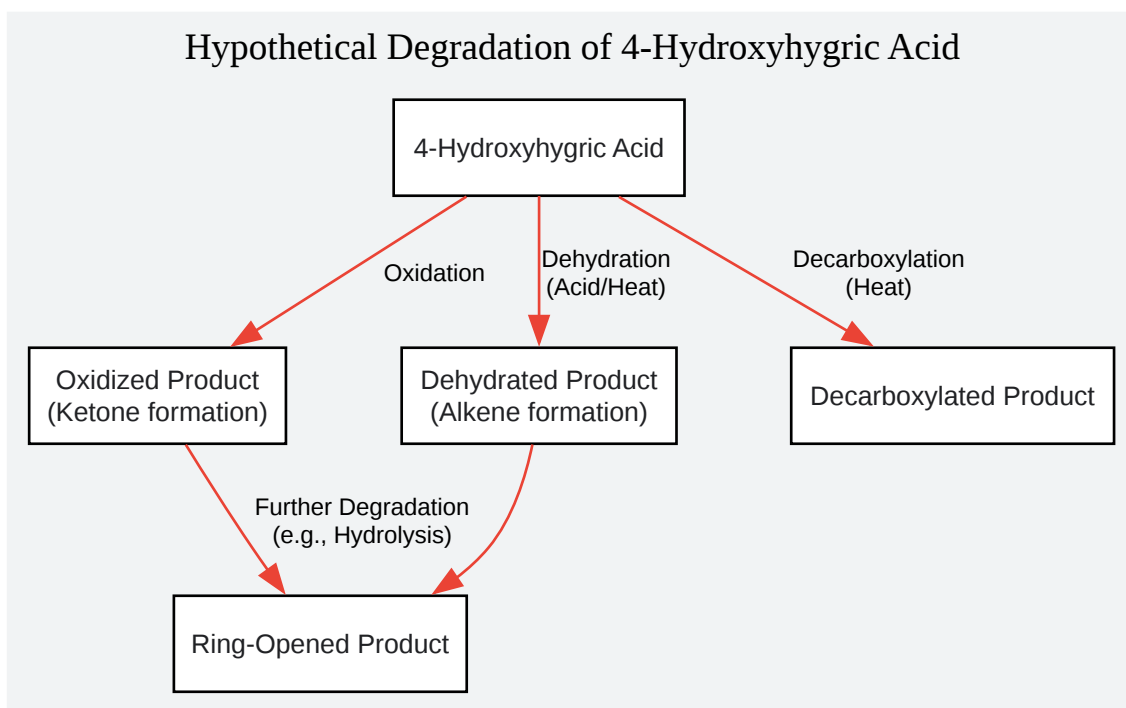 Hypothetical Degradation of 4-Hydroxyhygric Acid
4-Hydroxyhygric Acid
Oxidation
Dehydration
(Acid/Heat)
Decarboxylation
(Heat)
Oxidized Product
(Ketone formation)
Dehydrated Product
(Alkene formation)
Decarboxylated Product
Further Degradation
(e.g., Hydrolysis)
Ring-Opened Product